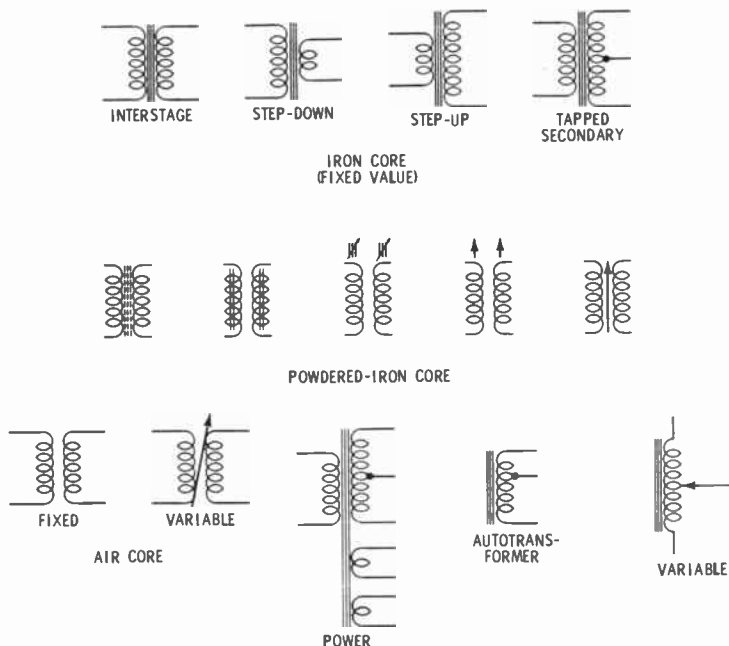 INTERSTAGE
STEP-DOWN
STEP-UP
TAPPED
SECONDARY
IRON CORE
(FIXED VALUE)
POWDERED-IRON CORE
FIXED
VARIABLE
AIR CORE
POWER
AUTOTRANS-
FORMER
VARIABLE